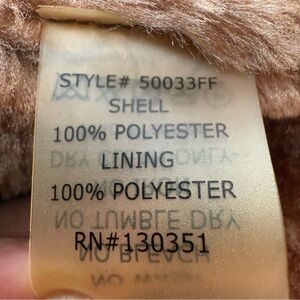 STYLE# 50033FF
SHELL
100% POLYESTER
LINING
100% POLYESTER
RN#130351